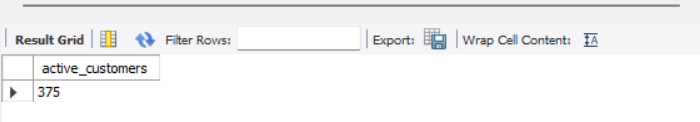 Result Grid Filter Rows: Export: Wrap Cell Content:
active_customers
375